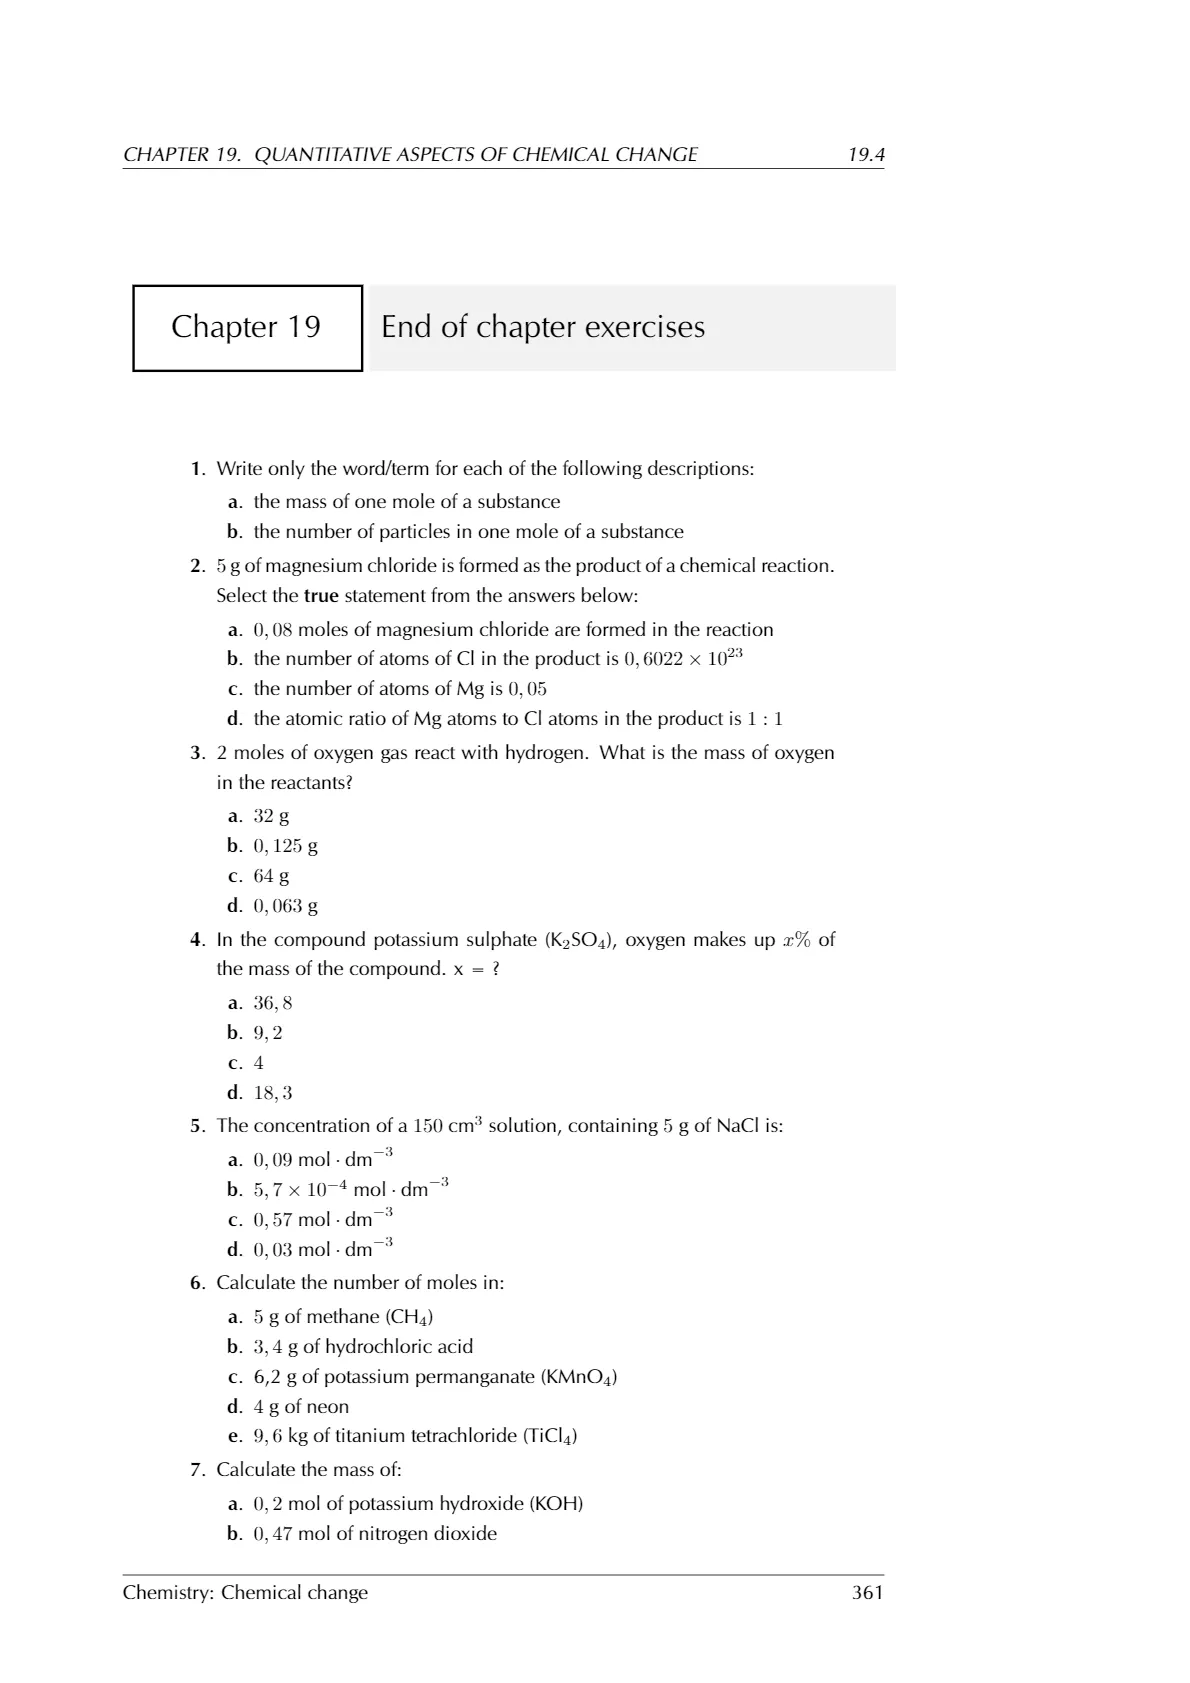 CHAPTER 19. QUANTITATIVE ASPECTS OF CHEMICAL CHANGE 19.4
Chapter 19 End of chapter exercises
1. Write only the word/term for each of the following descriptions:
a. the mass of one mole of a substance
b. the number of particles in one mole of a substance
2. 5 g of magnesium chloride is formed as the product of a chemical reaction.
Select the true statement from the answers below:
a. 0, 08 moles of magnesium chloride are formed in the reaction
b. the number of atoms of Cl in the product is 0, 6022 × 10²³
c. the number of atoms of Mg is 0, 05
d. the atomic ratio of Mg atoms to Cl atoms in the product is 1 : 1
3. 2 moles of oxygen gas react with hydrogen. What is the mass of oxygen
in the reactants?
a. 32 g
b. 0, 125 g
c. 64 g
d. 0, 063 g
4. In the compound potassium sulphate (K₂SO₄), oxygen makes up x% of
the mass of the compound. x = ?
a. 36, 8
b. 9, 2
c. 4
d. 18, 3
5. The concentration of a 150 cm³ solution, containing 5 g of NaCl is:
a. 0, 09 mol · dm⁻³
b. 5, 7 × 10⁻⁴ mol · dm⁻³
c. 0, 57 mol · dm⁻³
d. 0, 03 mol · dm⁻³
6. Calculate the number of moles in:
a. 5 g of methane (CH₄)
b. 3, 4 g of hydrochloric acid
c. 6,2 g of potassium permanganate (KMnO₄)
d. 4 g of neon
e. 9, 6 kg of titanium tetrachloride (TiCl₄)
7. Calculate the mass of:
a. 0, 2 mol of potassium hydroxide (KOH)
b. 0, 47 mol of nitrogen dioxide
Chemistry: Chemical change 361